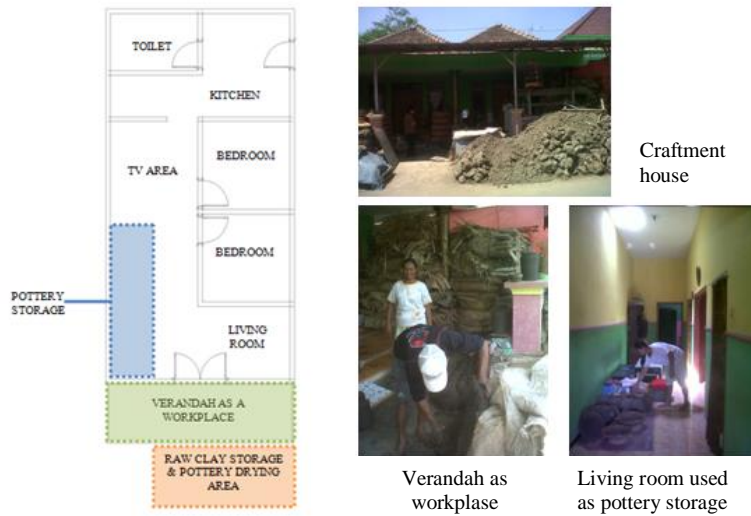 TOILET
KITCHEN
TV AREA
BEDROOM
BEDROOM
POTTERY
STORAGE
LIVING
ROOM
VERANDAH AS A
WORKPLACE
RAW CLAY STORAGE
& POTTERY DRYING
AREA
Craftment
house
Verandah as
workplase
Living room used
as pottery storage